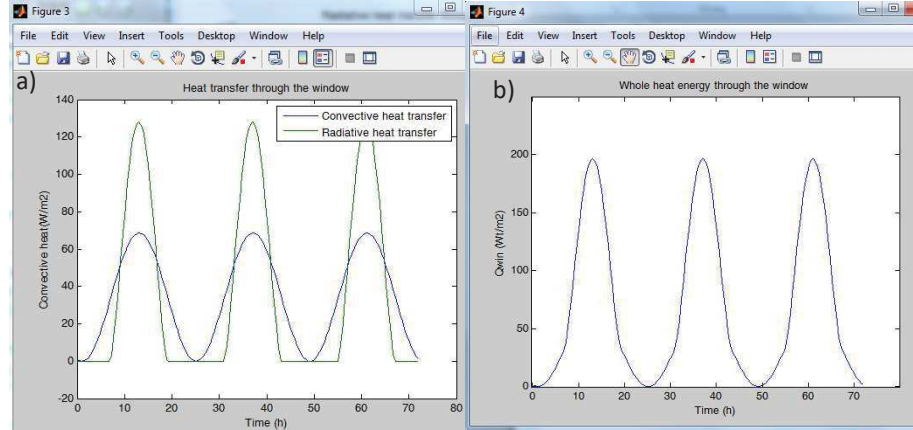 Figure 3
File Edit View Insert Tools Desktop Window Help
a)
Heat transfer through the window
Convective heat transfer
Radiative heat transfer
140
120
100
80
60
40
20
0
-20
Convective heat(W/m2)
0 10 20 30 40 50 60 70 80
Time (h)
Figure 4
File Edit View Insert Tools Desktop Window Help
b)
Whole heat energy through the window
200
150
100
50
0
Qwin (Wt/m2)
0 10 20 30 40 50 60 70
Time (h)